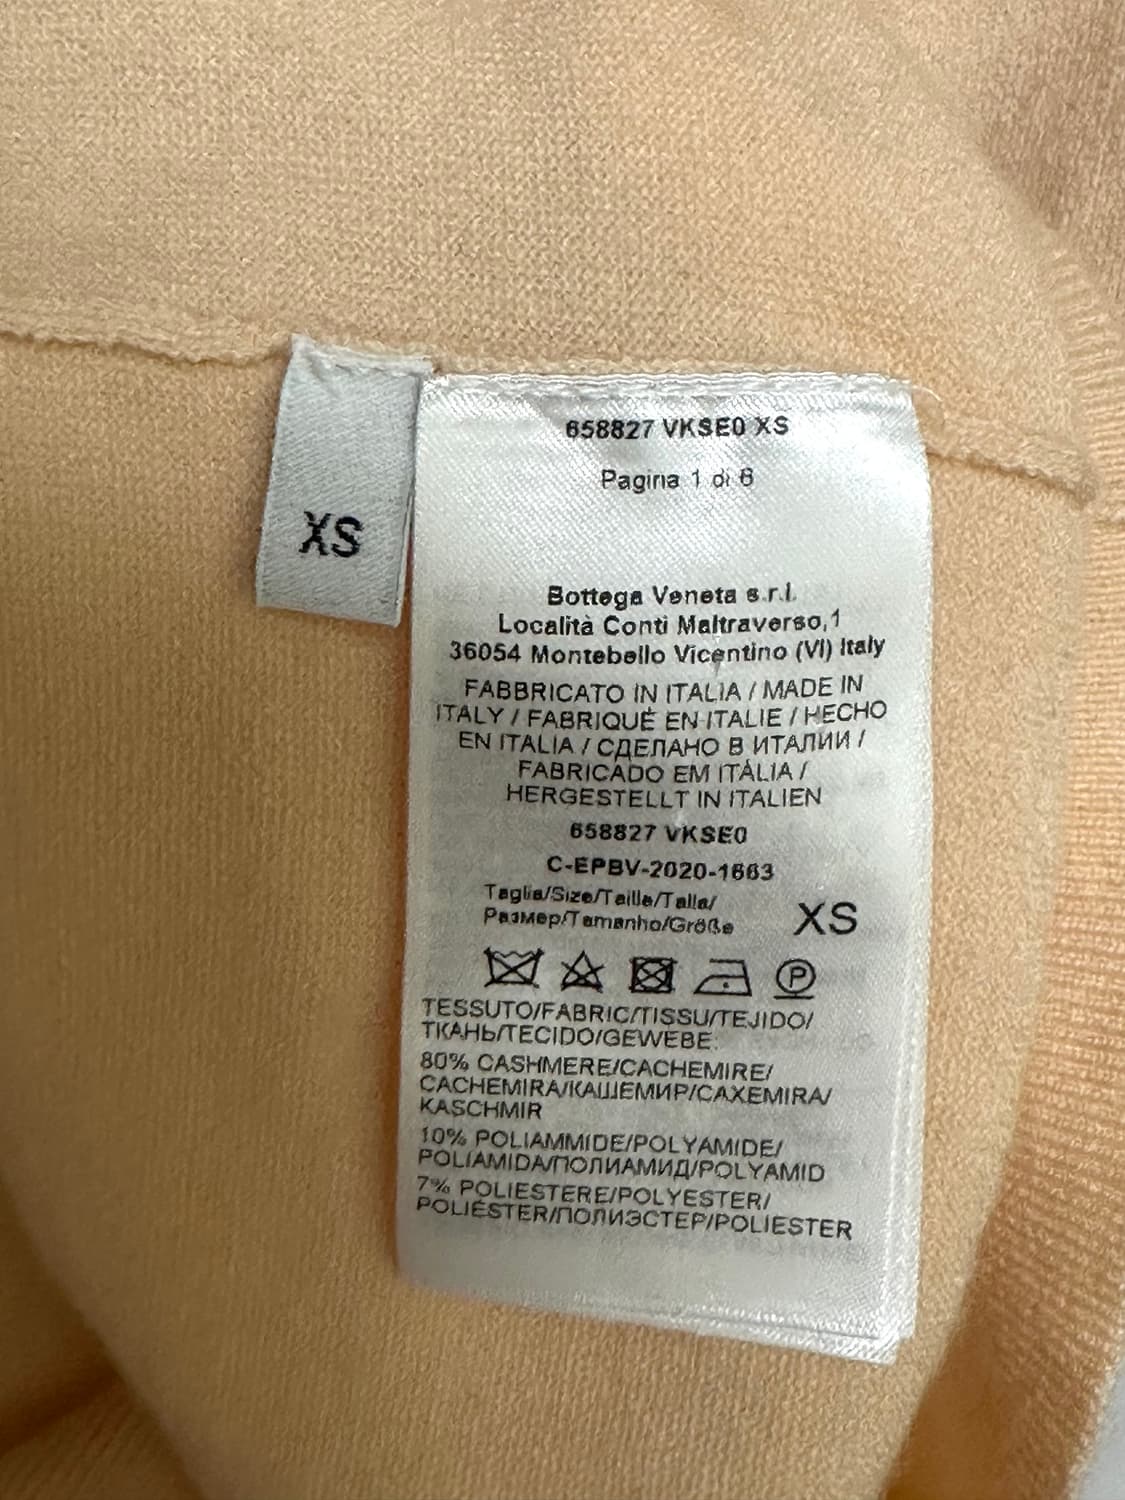 XS
658827 VKSE0 XS
Pagina 1 di 6
Bottega Veneta s.r.l.
Località Conti Maltraverso,1
36054 Montebello Vicentino (VI) Italy
FABBRICATO IN ITALIA / MADE IN
ITALY / FABRIQUÉ EN ITALIE / HECHO
EN ITALIA / СДЕЛАНО В ИТАЛИИ /
FABRICADO EM ITÁLIA /
HERGESTELLT IN ITALIEN
658827 VKSE0
C-EPBV-2020-1663
Taglia/Size/Taille/Talla/
Размер/Tamanho/Größe XS
P
TESSUTO/FABRIC/TISSU/TEJIDO/
ТКАНЬ/TECIDO/GEWEBE:
80% CASHMERE/CACHEMIRE/
CACHEMIRA/КАШЕМИР/CAXEMIRA/
KASCHMIR
10% POLIAMMIDE/POLYAMIDE/
POLIAMIDA/ПОЛИАМИД/POLYAMID
7% POLIESTERE/POLYESTER/
POLIÉSTER/ПОЛИЭСТЕР/POLIESTER